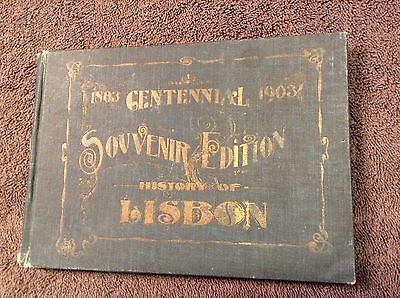 1803 CENTENNIAL 1903
SOUVENIR EDITION
HISTORY OF
LISBON